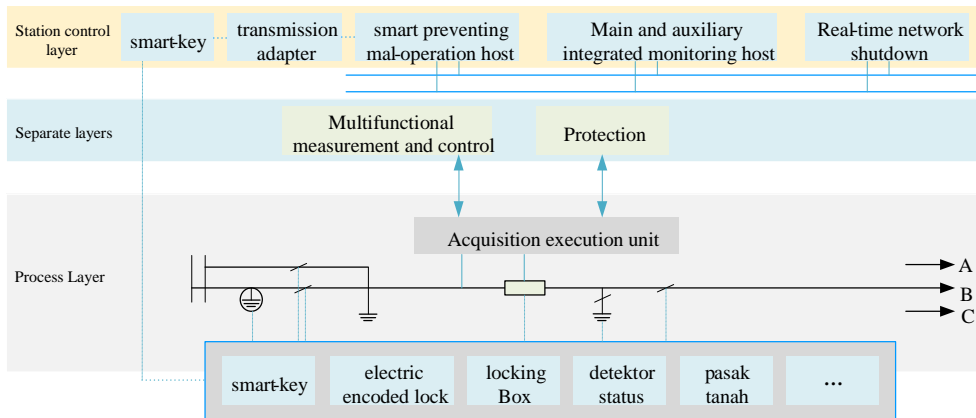 Station control
layer
smart-key
transmission
adapter
smart preventing
mal-operation host
Main and auxiliary
integrated monitoring host
Real-time network
shutdown
Separate layers
Multifunctional
measurement and control
Protection
Acquisition execution unit
Process Layer
A
B
C
smart-key
electric
encoded lock
locking
Box
detektor
status
pasak
tanah
...